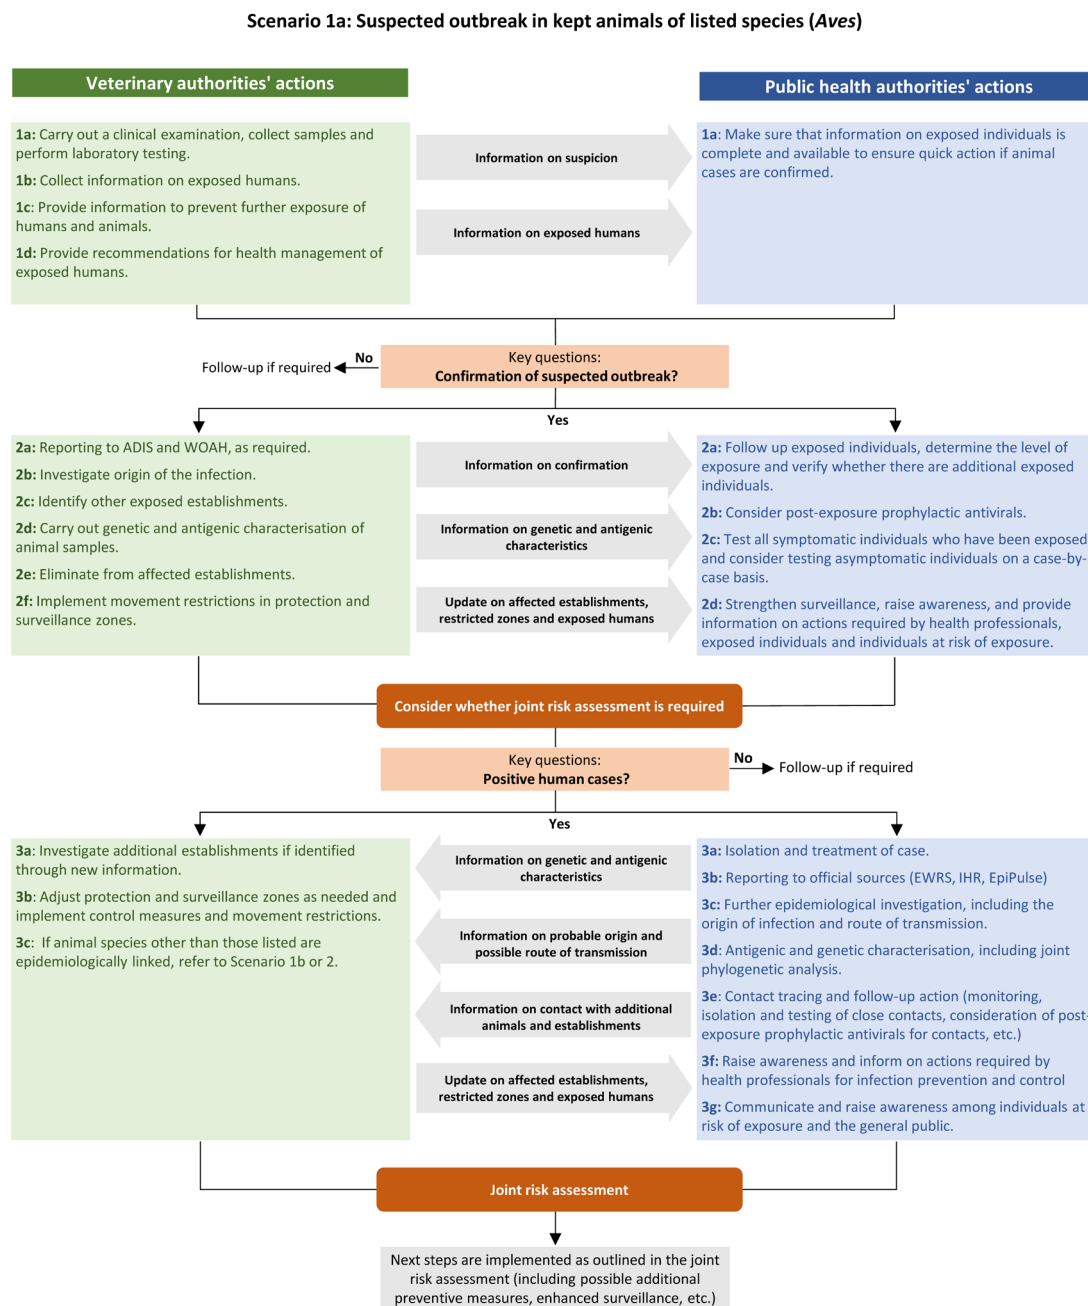 Scenario 1a: Suspected outbreak in kept animals of listed species (Aves)
Veterinary authorities' actions
Public health authorities' actions
1a: Carry out a clinical examination, collect samples and
perform laboratory testing.
1b: Collect information on exposed humans.
1c: Provide information to prevent further exposure of
humans and animals.
1d: Provide recommendations for health management of
exposed humans.
Information on suspicion
Information on exposed humans
1a: Make sure that information on exposed individuals is
complete and available to ensure quick action if animal
cases are confirmed.
Key questions:
Confirmation of suspected outbreak?
No
Follow-up if required
Yes
2a: Reporting to ADIS and WOAH, as required.
2b: Investigate origin of the infection.
2c: Identify other exposed establishments.
2d: Carry out genetic and antigenic characterisation of
animal samples.
2e: Eliminate from affected establishments.
2f: Implement movement restrictions in protection and
surveillance zones.
Information on confirmation
Information on genetic and antigenic
characteristics
Update on affected establishments,
restricted zones and exposed humans
2a: Follow up exposed individuals, determine the level of
exposure and verify whether there are additional exposed
individuals.
2b: Consider post-exposure prophylactic antivirals.
2c: Test all symptomatic individuals who have been exposed
and consider testing asymptomatic individuals on a case-by-
case basis.
2d: Strengthen surveillance, raise awareness, and provide
information on actions required by health professionals,
exposed individuals and individuals at risk of exposure.
Consider whether joint risk assessment is required
Key questions:
Positive human cases?
No
Follow-up if required
Yes
3a: Investigate additional establishments if identified
through new information.
3b: Adjust protection and surveillance zones as needed and
implement control measures and movement restrictions.
3c: If animal species other than those listed are
epidemiologically linked, refer to Scenario 1b or 2.
Information on genetic and antigenic
characteristics
Information on probable origin and
possible route of transmission
Information on contact with additional
animals and establishments
Update on affected establishments,
restricted zones and exposed humans
3a: Isolation and treatment of case.
3b: Reporting to official sources (EWRS, IHR, EpiPulse)
3c: Further epidemiological investigation, including the
origin of infection and route of transmission.
3d: Antigenic and genetic characterisation, including joint
phylogenetic analysis.
3e: Contact tracing and follow-up action (monitoring,
isolation and testing of close contacts, consideration of post-
exposure prophylactic antivirals for contacts, etc.)
3f: Raise awareness and inform on actions required by
health professionals for infection prevention and control
3g: Communicate and raise awareness among individuals at
risk of exposure and the general public.
Joint risk assessment
Next steps are implemented as outlined in the joint
risk assessment (including possible additional
preventive measures, enhanced surveillance, etc.)